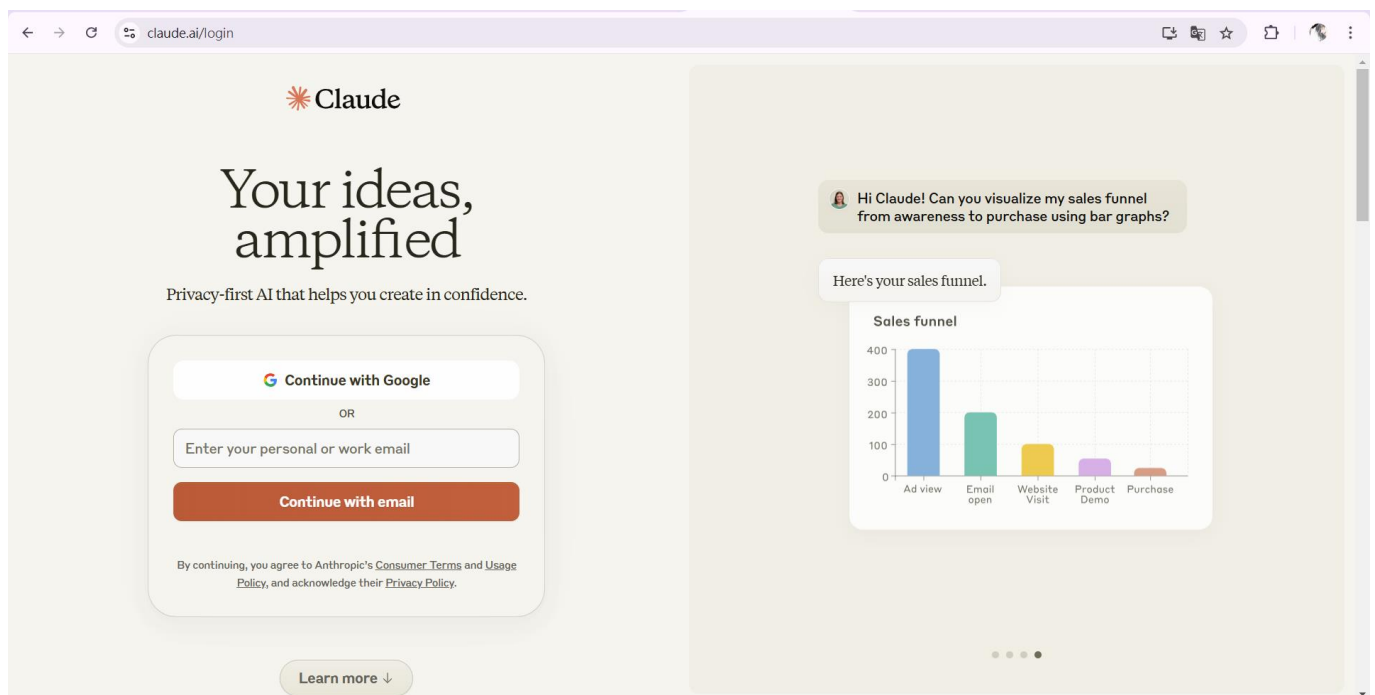 claude.ai/login
Claude
Your ideas,
amplified
Privacy-first AI that helps you create in confidence.
Continue with Google
OR
Enter your personal or work email
Continue with email
By continuing, you agree to Anthropic's Consumer Terms and Usage
Policy, and acknowledge their Privacy Policy.
Learn more ↓
Hi Claude! Can you visualize my sales funnel
from awareness to purchase using bar graphs?
Here's your sales funnel.
Sales funnel
400
300
200
100
0
Ad view
Email
open
Website
Visit
Product
Demo
Purchase